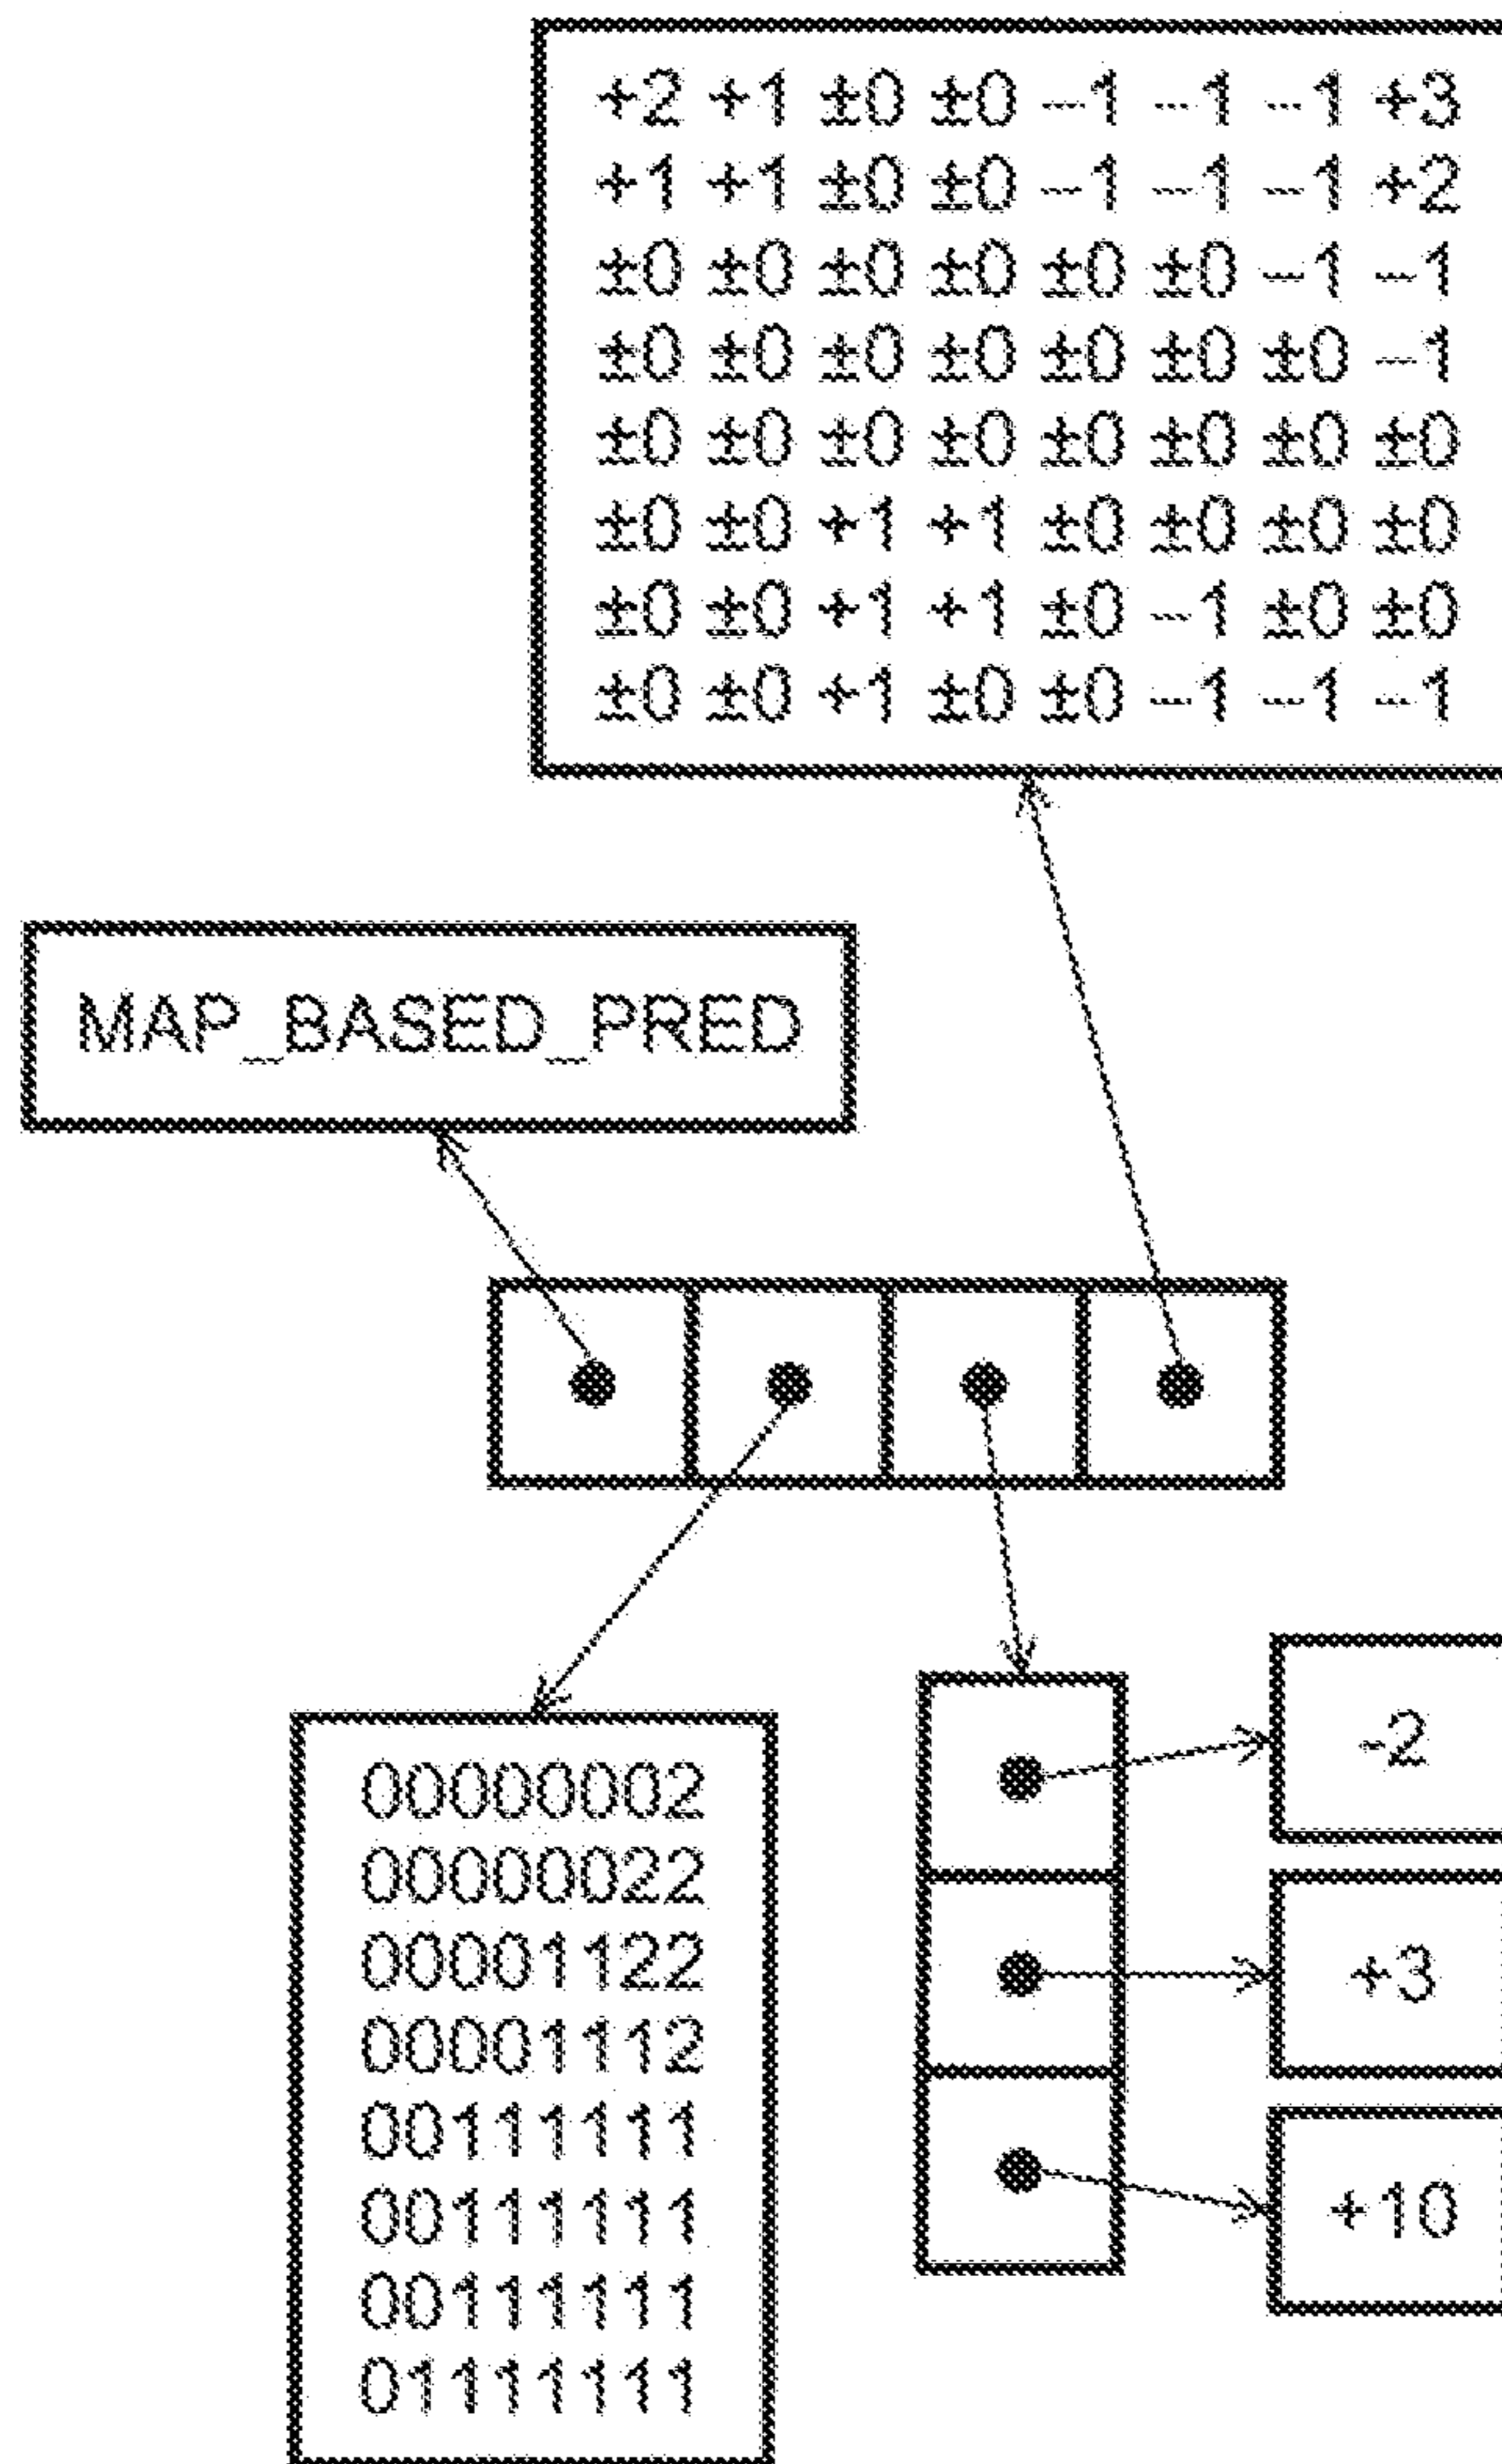 +2 +1 ±0 ±0 −1 −1 −1 +3
+1 +1 ±0 ±0 −1 −1 −1 +2
±0 ±0 ±0 ±0 ±0 ±0 −1 −1
±0 ±0 ±0 ±0 ±0 ±0 ±0 −1
±0 ±0 ±0 ±0 ±0 ±0 ±0 ±0
±0 ±0 +1 +1 ±0 ±0 ±0 ±0
±0 ±0 +1 +1 ±0 −1 ±0 ±0
±0 ±0 +1 ±0 ±0 −1 −1 −1
MAP_BASED_PRED
00000002
00000022
00001122
00001112
00111111
00111111
00111111
01111111
-2
+3
+10